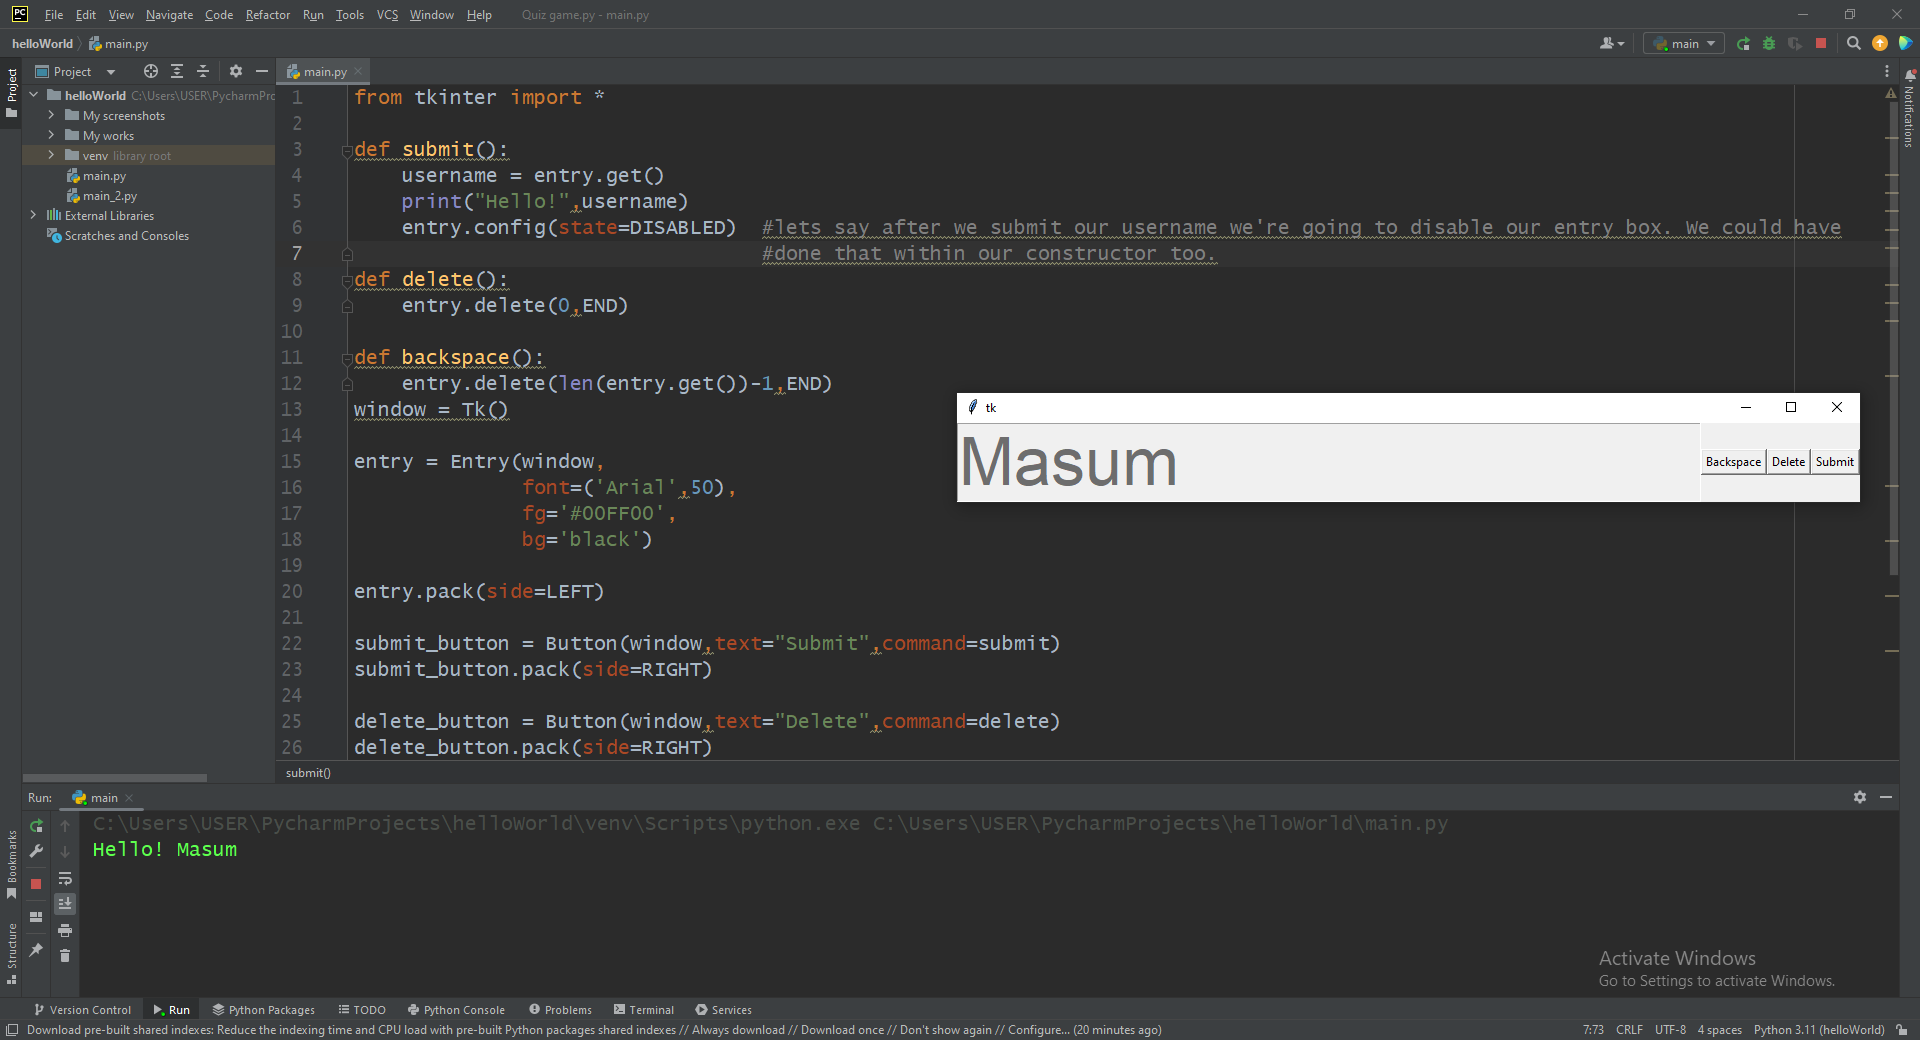 File Edit View Navigate Code Refactor Run Tools VCS Window Help Quiz game.py - main.py
helloWorld main.py main
Project main.py
helloWorld C:\Users\USER\PycharmPro
My screenshots
My works
venv library root
main.py
main_2.py
External Libraries
Scratches and Consoles
Project
Notifications
1 from tkinter import *
2
3 def submit():
4 username = entry.get()
5 print("Hello!",username)
6 entry.config(state=DISABLED) #lets say after we submit our username we're going to disable our entry box. We could have
7 #done that within our constructor too.
8 def delete():
9 entry.delete(0,END)
10
11 def backspace():
12 entry.delete(len(entry.get())-1,END)
13 window = Tk()
14
15 entry = Entry(window,
16 font=('Arial',50),
17 fg='#00FF00',
18 bg='black')
19
20 entry.pack(side=LEFT)
21
22 submit_button = Button(window,text="Submit",command=submit)
23 submit_button.pack(side=RIGHT)
24
25 delete_button = Button(window,text="Delete",command=delete)
26 delete_button.pack(side=RIGHT)
submit()
tk
Masum
Backspace Delete Submit
Run: main
C:\Users\USER\PycharmProjects\helloWorld\venv\Scripts\python.exe C:\Users\USER\PycharmProjects\helloWorld\main.py
Hello! Masum
Bookmarks
Structure
Activate Windows
Go to Settings to activate Windows.
Version Control Run Python Packages TODO Python Console Problems Terminal Services
Download pre-built shared indexes: Reduce the indexing time and CPU load with pre-built Python packages shared indexes // Always download // Download once // Don't show again // Configure... (20 minutes ago) 7:73 CRLF UTF-8 4 spaces Python 3.11 (helloWorld)